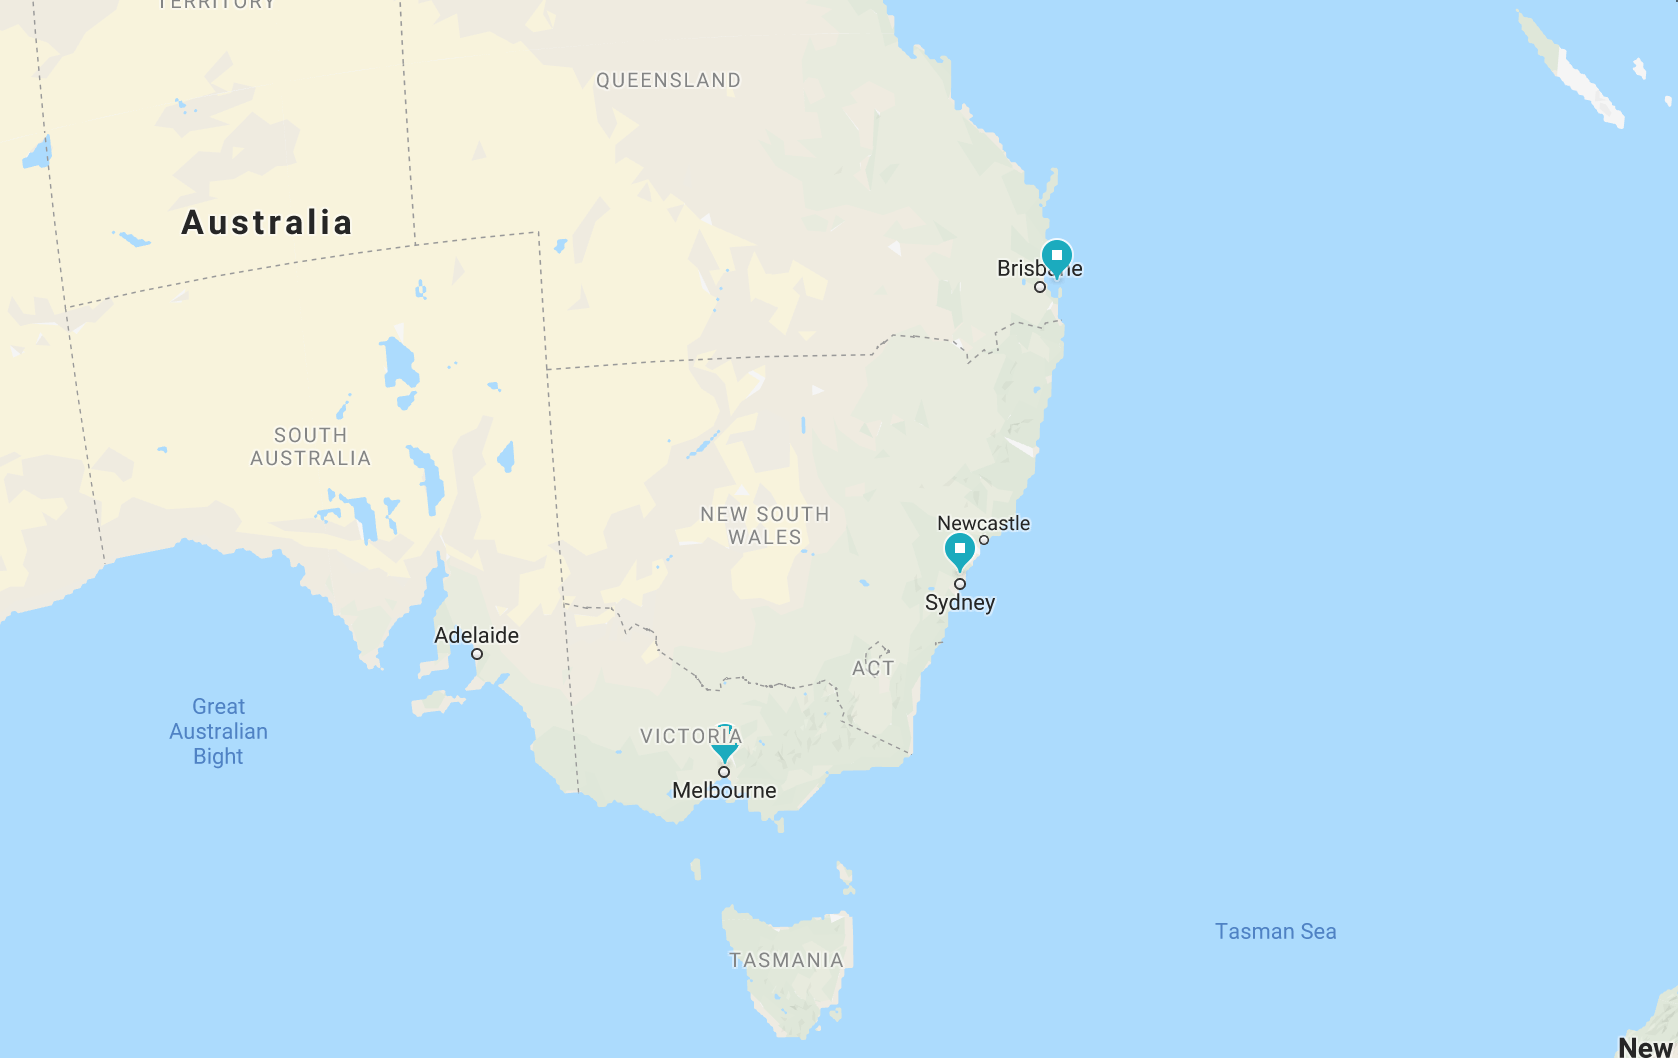 TERRITORY
QUEENSLAND
Australia
Brisbane
SOUTH
AUSTRALIA
NEW SOUTH
WALES
Newcastle
Sydney
Adelaide
ACT
Great
Australian
Bight
VICTORIA
Melbourne
Tasman Sea
TASMANIA
New